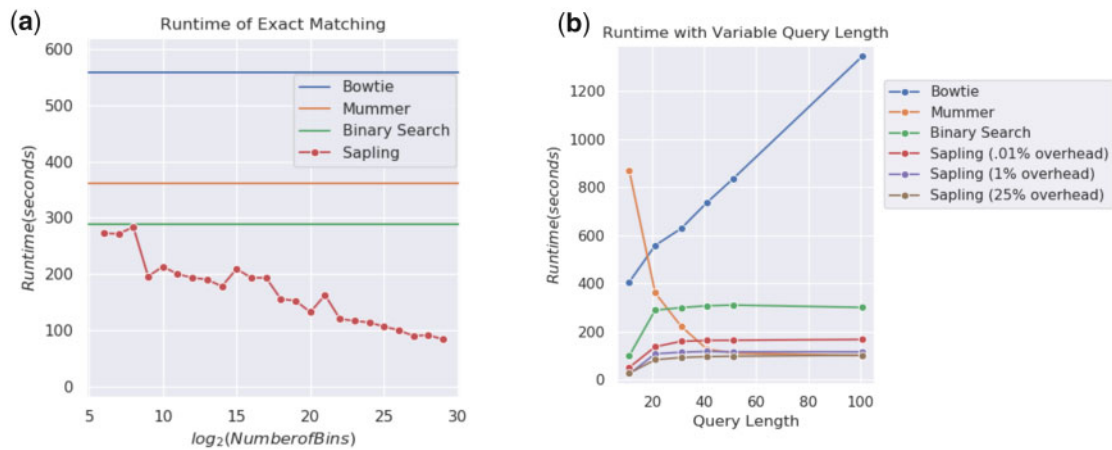 (a)
Runtime of Exact Matching
600
500
400
300
200
100
0
Runtime(seconds)
Bowtie
Mummer
Binary Search
Sapling
5
10
15
20
25
30
log2(NumberofBins)
(b)
Runtime with Variable Query Length
1200
1000
800
600
400
200
0
Runtime(seconds)
20
40
60
80
100
Query Length
Bowtie
Mummer
Binary Search
Sapling (.01% overhead)
Sapling (1% overhead)
Sapling (25% overhead)